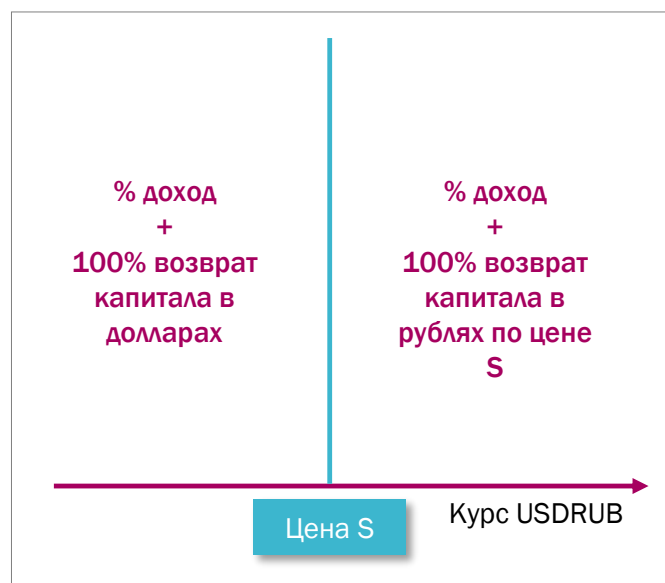 % доход
+
100% возврат
капитала в
долларах
% доход
+
100% возврат
капитала в
рублях по цене
S
Цена S
Курс USDRUB